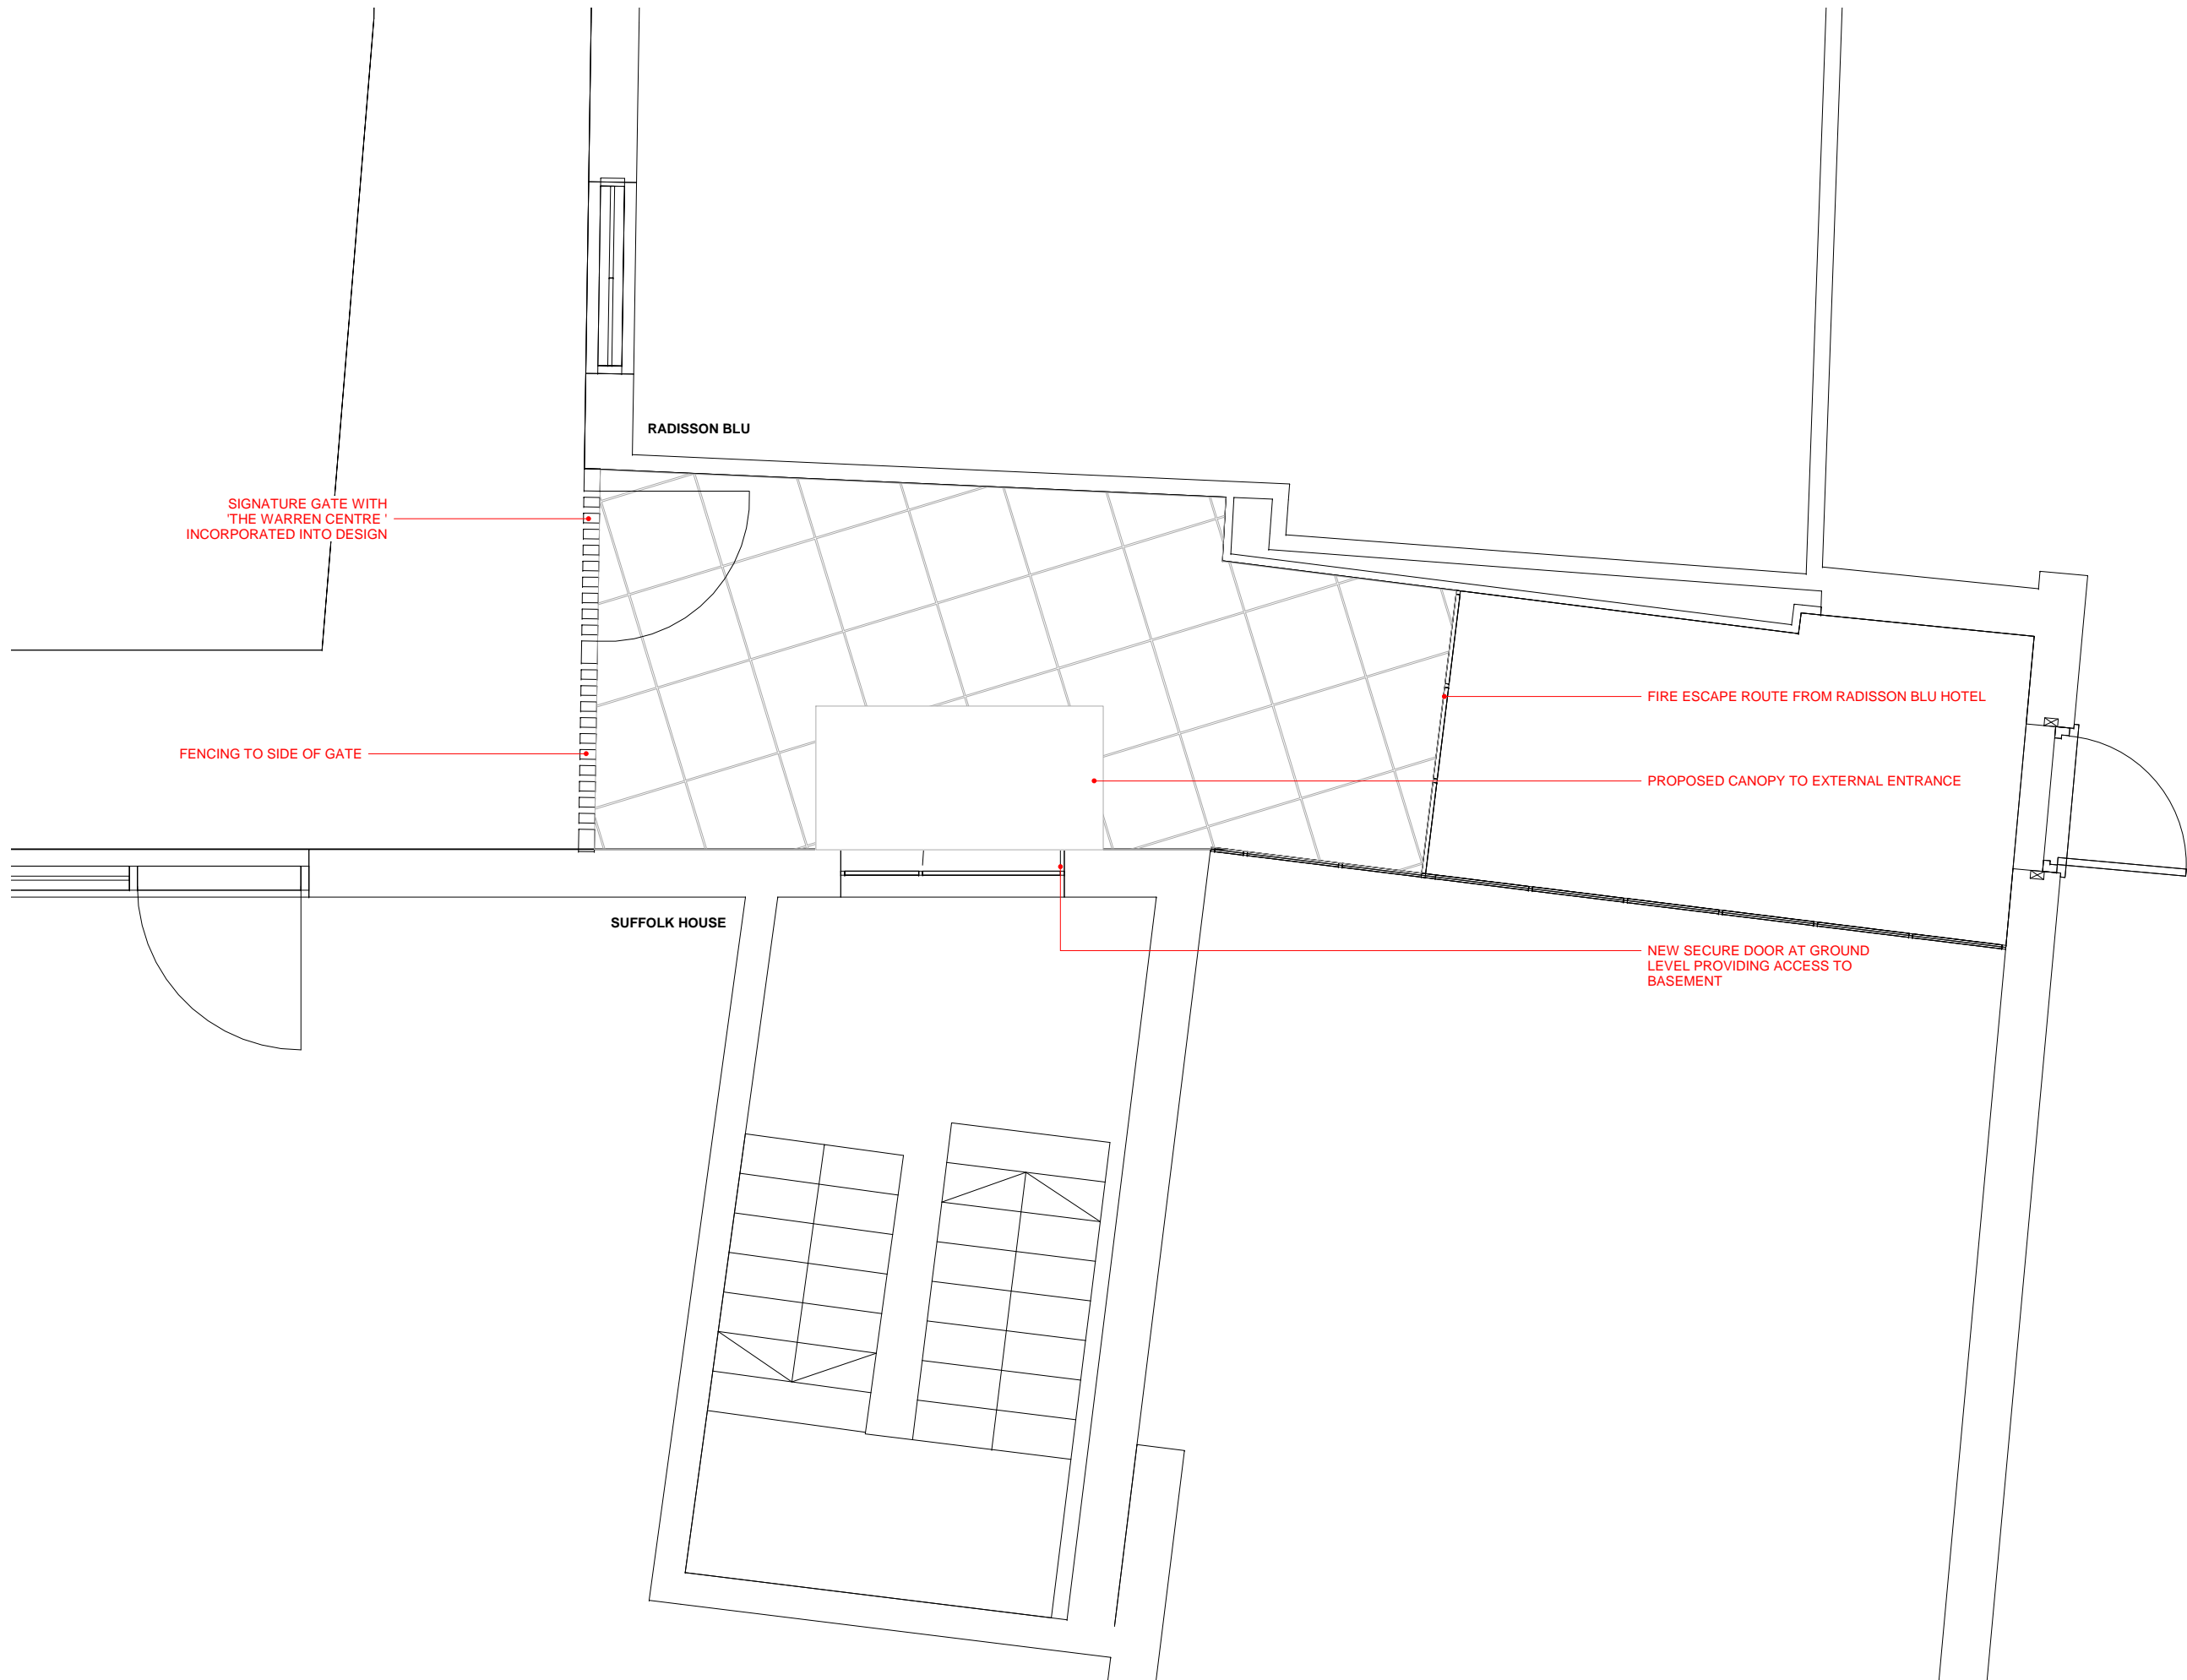 RADISSON BLU
SIGNATURE GATE WITH
'THE WARREN CENTRE '
INCORPORATED INTO DESIGN
FIRE ESCAPE ROUTE FROM RADISSON BLU HOTEL
FENCING TO SIDE OF GATE
PROPOSED CANOPY TO EXTERNAL ENTRANCE
SUFFOLK HOUSE
NEW SECURE DOOR AT GROUND
LEVEL PROVIDING ACCESS TO
BASEMENT